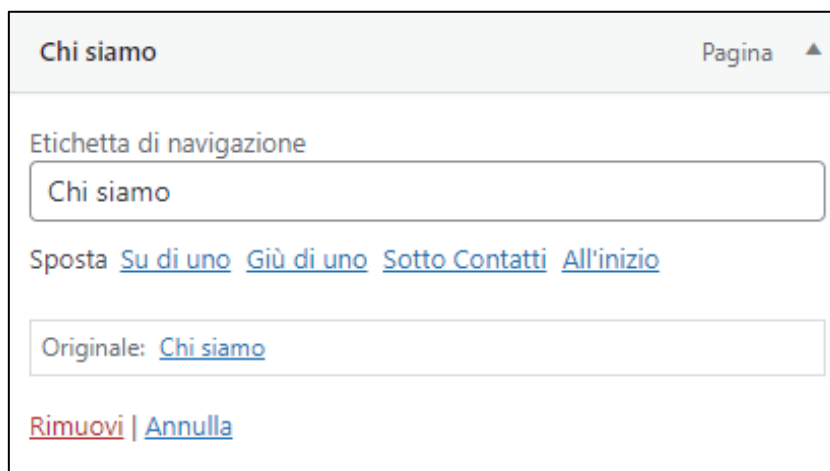 Chi siamo Pagina ▲
Etichetta di navigazione
Chi siamo
Sposta Su di uno Giù di uno Sotto Contatti All'inizio
Originale: Chi siamo
Rimuovi | Annulla